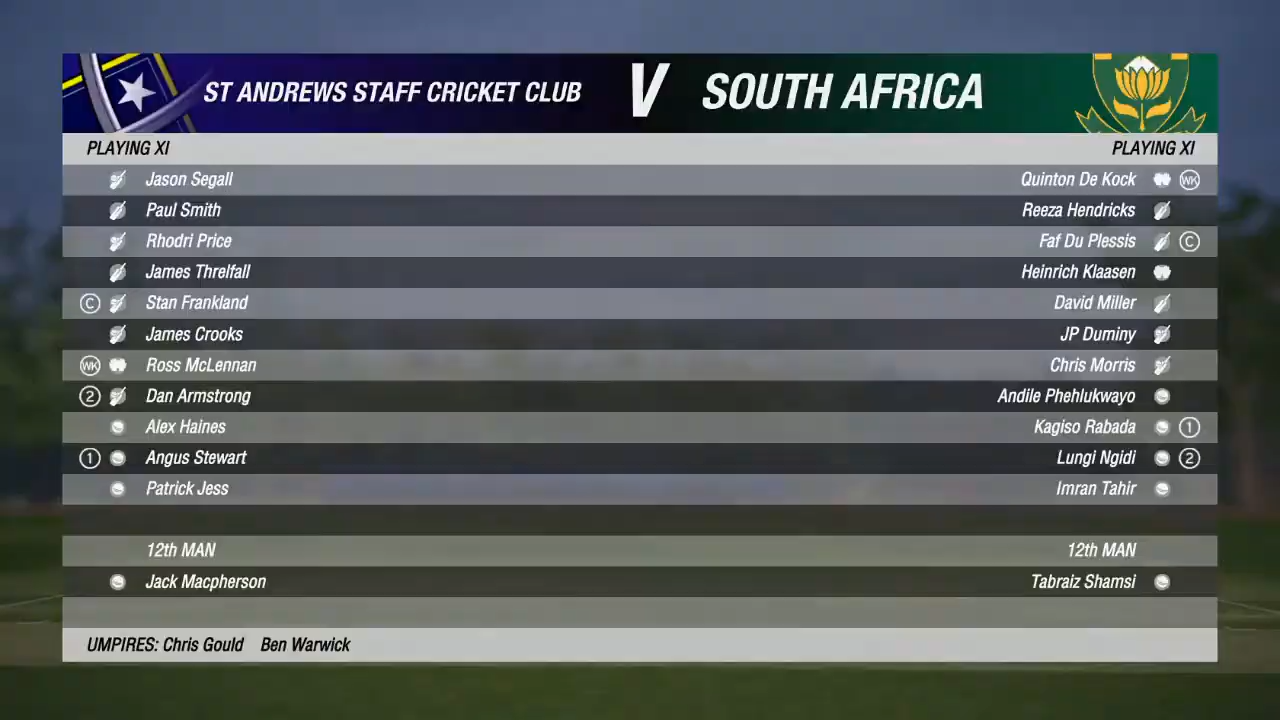 ST ANDREWS STAFF CRICKET CLUB V SOUTH AFRICA
PLAYING XI PLAYING XI
Jason Segall Quinton De Kock WK
Paul Smith Reeza Hendricks
Rhodri Price Faf Du Plessis C
James Threlfall Heinrich Klaasen
C Stan Frankland David Miller
James Crooks JP Duminy
WK Ross McLennan Chris Morris
2 Dan Armstrong Andile Phehlukwayo
Alex Haines Kagiso Rabada 1
1 Angus Stewart Lungi Ngidi 2
Patrick Jess Imran Tahir
12th MAN 12th MAN
Jack Macpherson Tabraiz Shamsi
UMPIRES: Chris Gould Ben Warwick